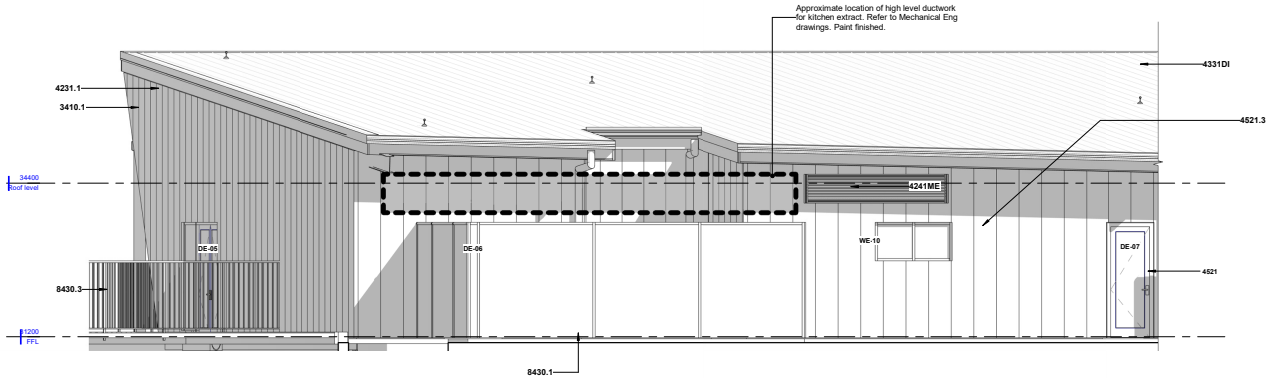 Approximate location of high level ductwork
for kitchen extract. Refer to Mechanical Eng
drawings. Paint finished.
4331DI
4231.1
3410.1
4521.3
34400
Roof level
4241ME
DE-05
DE-06
WE-10
DE-07
4521
8430.3
31200
FFL
8430.1